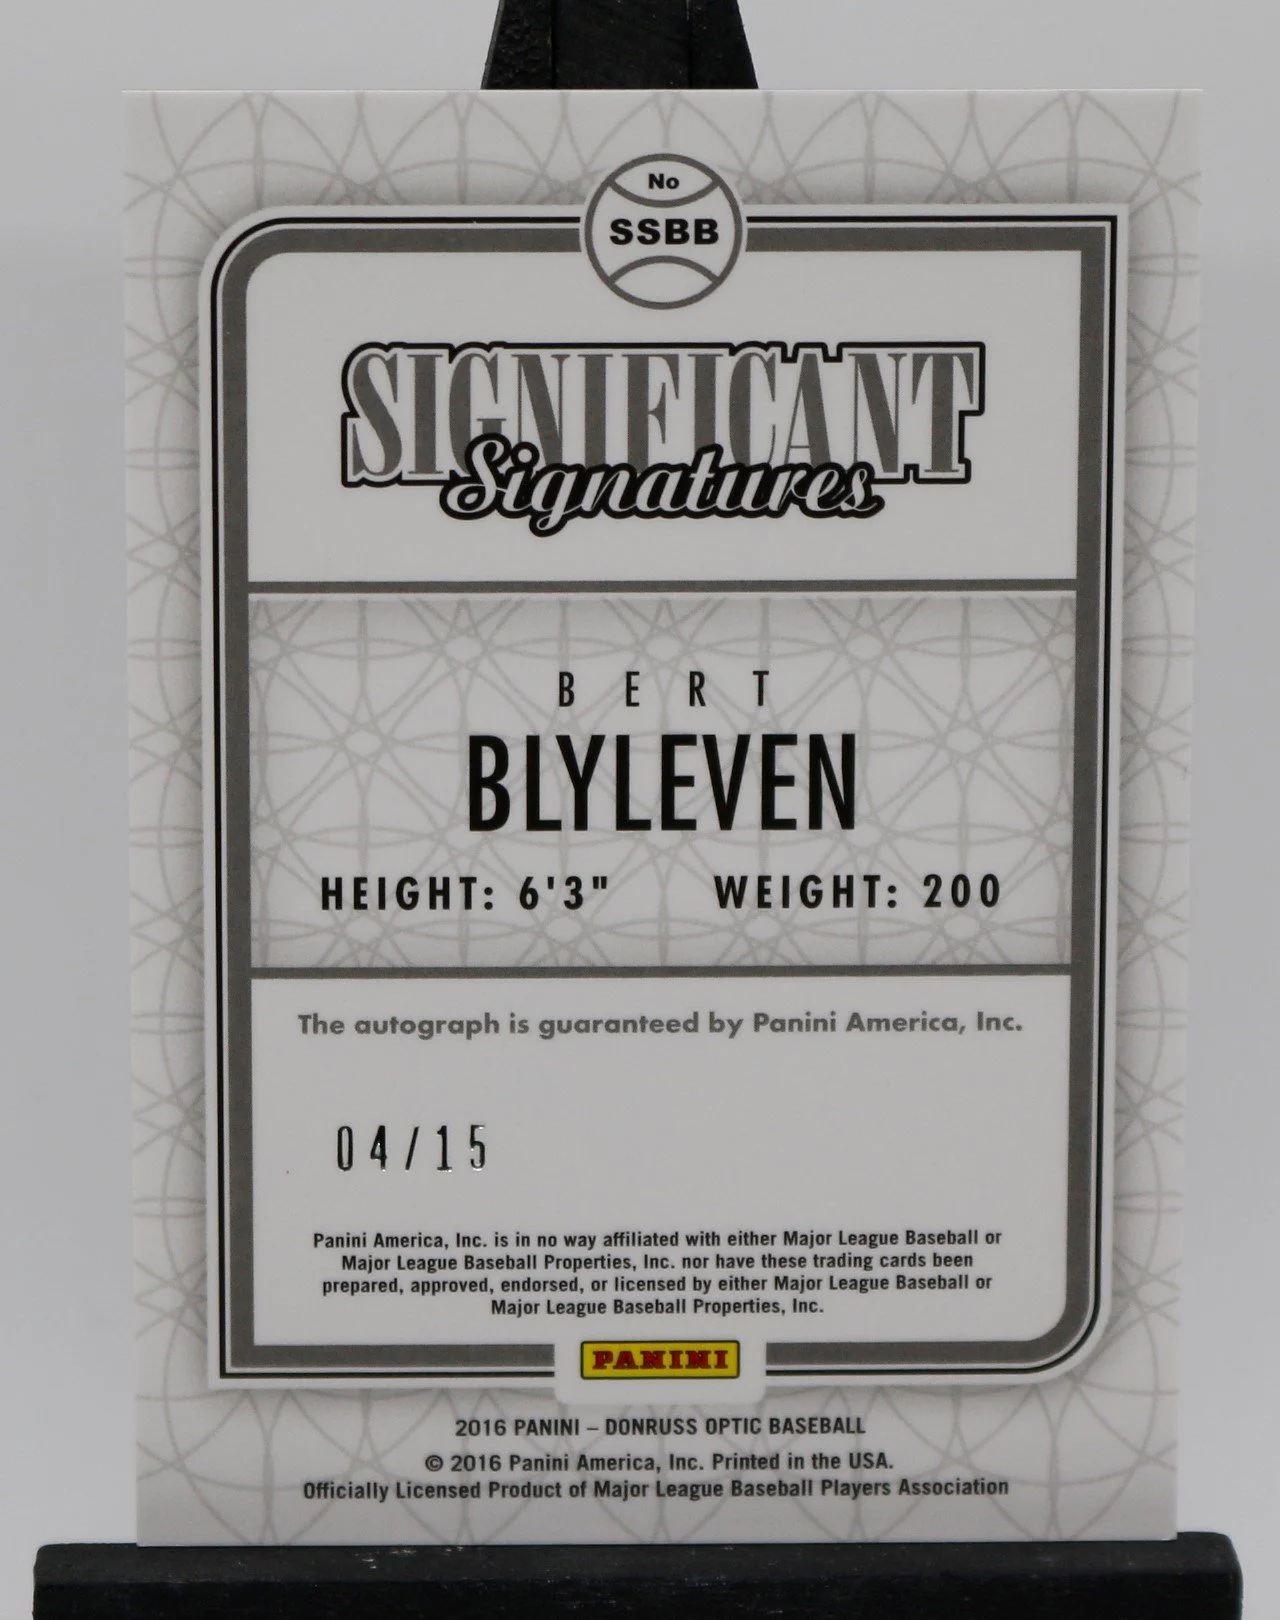 No
SSBB
SIGNIFICANT
Signatures
BERT
BLYLEVEN
HEIGHT: 6'3" WEIGHT: 200
The autograph is guaranteed by Panini America, Inc.
04/15
Panini America, Inc. is in no way affiliated with either Major League Baseball or
Major League Baseball Properties, Inc. nor have these trading cards been
prepared, approved, endorsed, or licensed by either Major League Baseball or
Major League Baseball Properties, Inc.
PANINI
2016 PANINI – DONRUSS OPTIC BASEBALL
© 2016 Panini America, Inc. Printed in the USA.
Officially Licensed Product of Major League Baseball Players Association